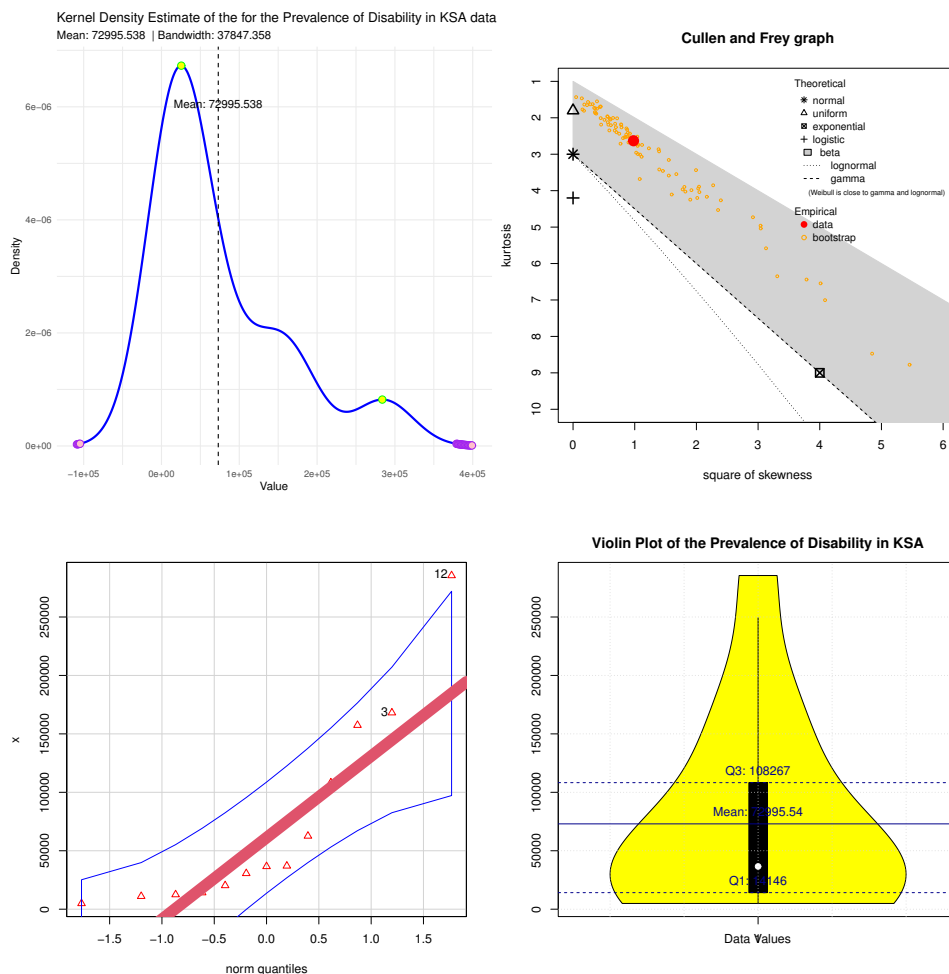 Kernel Density Estimate of the for the Prevalence of Disability in KSA data
Mean: 72995.538 | Bandwidth: 37847.358
Mean: 72995.538
6e−06
4e−06
2e−06
0e+00
Density
−1e+05 0e+00 1e+05 2e+05 3e+05 4e+05
Value
Cullen and Frey graph
Theoretical
normal
uniform
exponential
logistic
beta
lognormal
gamma
(Weibull is close to gamma and lognormal)
Empirical
data
bootstrap
1
2
3
4
5
6
7
8
9
10
kurtosis
0 1 2 3 4 5 6
square of skewness
12
3
250000
200000
150000
100000
50000
0
x
−1.5 −1.0 −0.5 0.0 0.5 1.0 1.5
norm quantiles
Violin Plot of the Prevalence of Disability in KSA
250000
200000
150000
100000
50000
0
Q3: 108267
Mean: 995.54
Q1: 146
Data Values